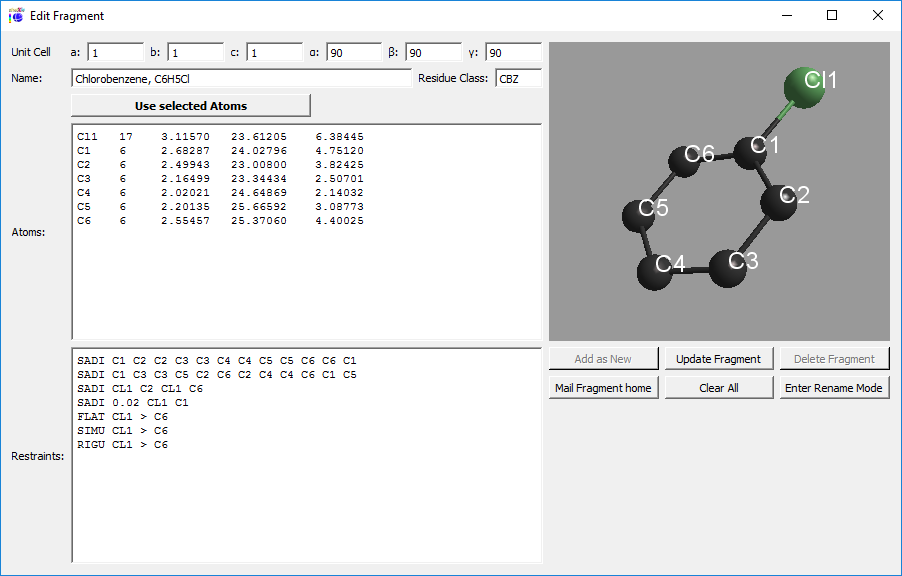 Edit Fragment
Unit Cell a: 1 b: 1 c: 1 α: 90 β: 90 γ: 90
Name: Chlorobenzene, C6H5Cl Residue Class: CBZ
Use selected Atoms
Atoms:
Cl1 17 3.11570 23.61205 6.38445
C1 6 2.68287 24.02796 4.75120
C2 6 2.49943 23.00800 3.82425
C3 6 2.16499 23.34434 2.50701
C4 6 2.02021 24.64869 2.14032
C5 6 2.20135 25.66592 3.08773
C6 6 2.55457 25.37060 4.40025
Cl1
C1
C6
C2
C5
C3
C4
Add as New Update Fragment Delete Fragment
Mail Fragment home Clear All Enter Rename Mode
Restraints:
SADI C1 C2 C2 C3 C3 C4 C4 C5 C5 C6 C6 C1
SADI C1 C3 C3 C5 C2 C6 C2 C4 C4 C6 C1 C5
SADI CL1 C2 CL1 C6
SADI 0.02 CL1 C1
FLAT CL1 > C6
SIMU CL1 > C6
RIGU CL1 > C6